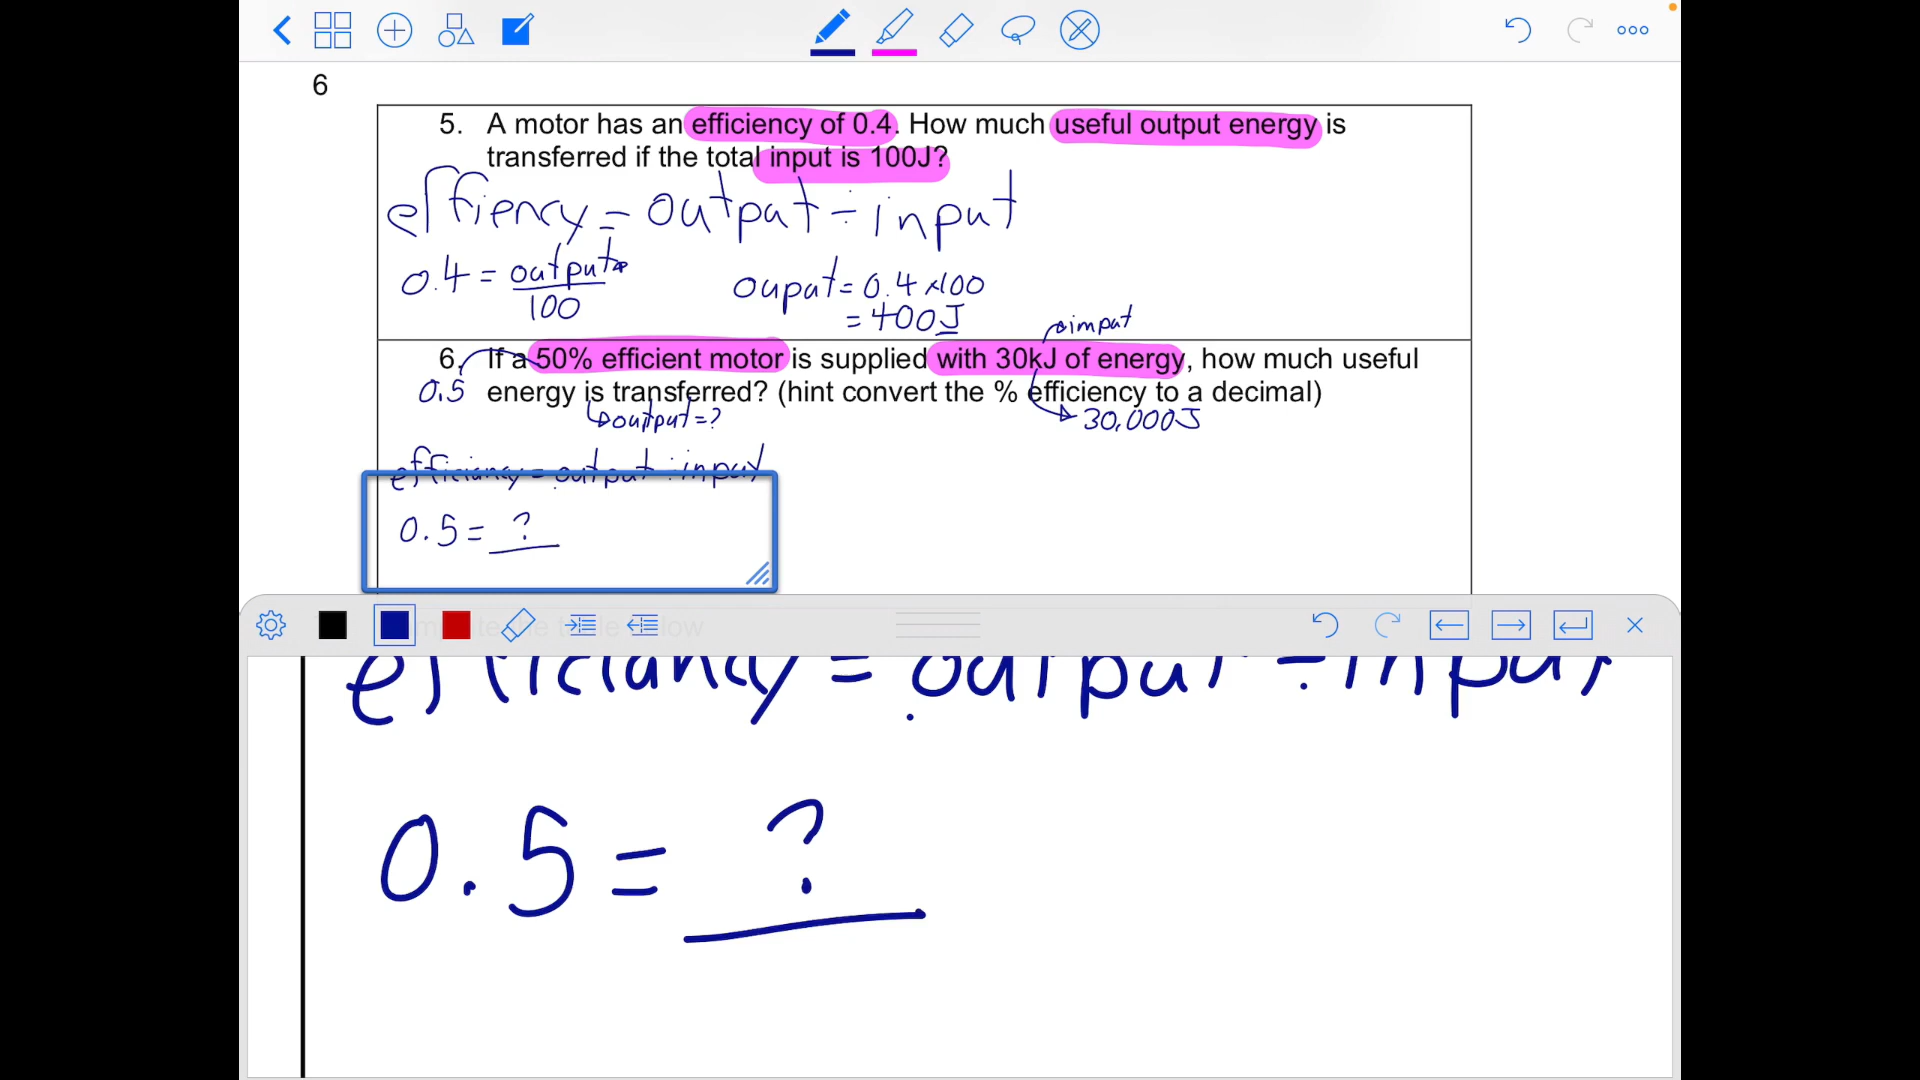 6
5. A motor has an efficiency of 0.4. How much useful output energy is
transferred if the total input is 100J?
effiency = output ÷ input
0.4 = output
100
ouput = 0.4 × 100
= 400J
input
6. If a 50% efficient motor is supplied with 30kJ of energy, how much useful
0.5 energy is transferred? (hint convert the % efficiency to a decimal)
output = ?
30,000J
efficiancy = output ÷ input
0.5 = ?
efficiancy = output ÷ input
0.5 = ?